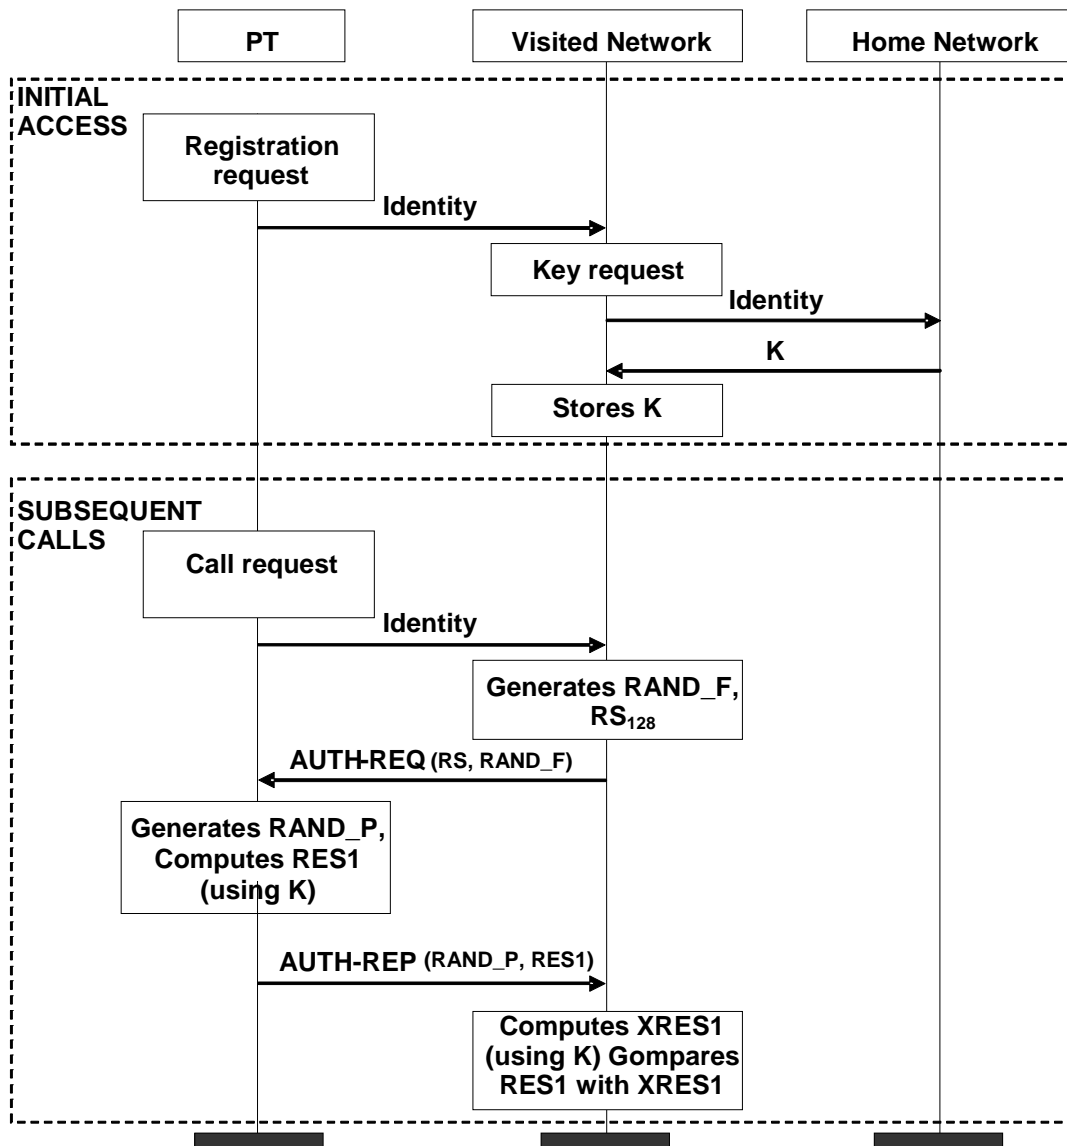 PT
Visited Network
Home Network
INITIAL
ACCESS
Registration
request
Identity
Key request
Identity
K
Stores K
SUBSEQUENT
CALLS
Call request
Identity
Generates RAND_F,
RS₁₂₈
AUTH-REQ (RS, RAND_F)
Generates RAND_P,
Computes RES1
(using K)
AUTH-REP (RAND_P, RES1)
Computes XRES1
(using K) Gompares
RES1 with XRES1